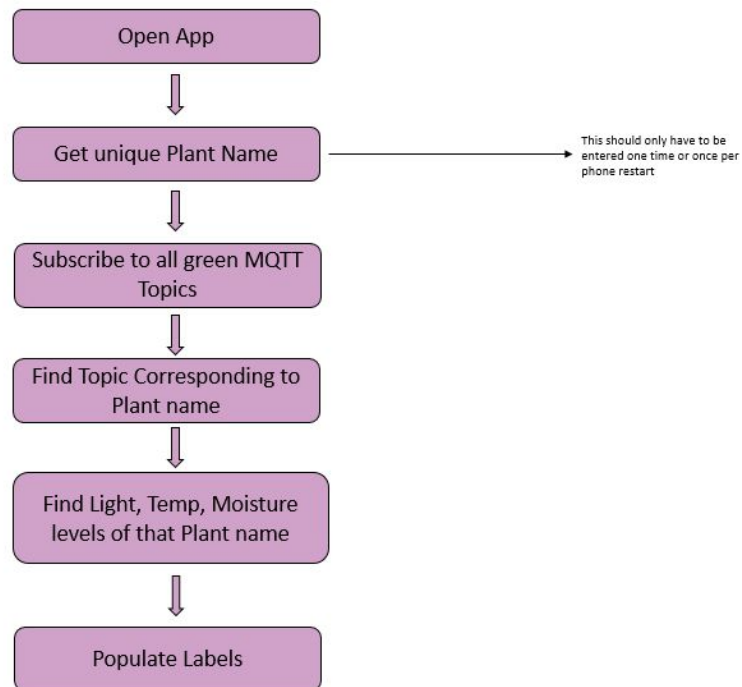 Open App
Get unique Plant Name
This should only have to be
entered one time or once per
phone restart
Subscribe to all green MQTT
Topics
Find Topic Corresponding to
Plant name
Find Light, Temp, Moisture
levels of that Plant name
Populate Labels